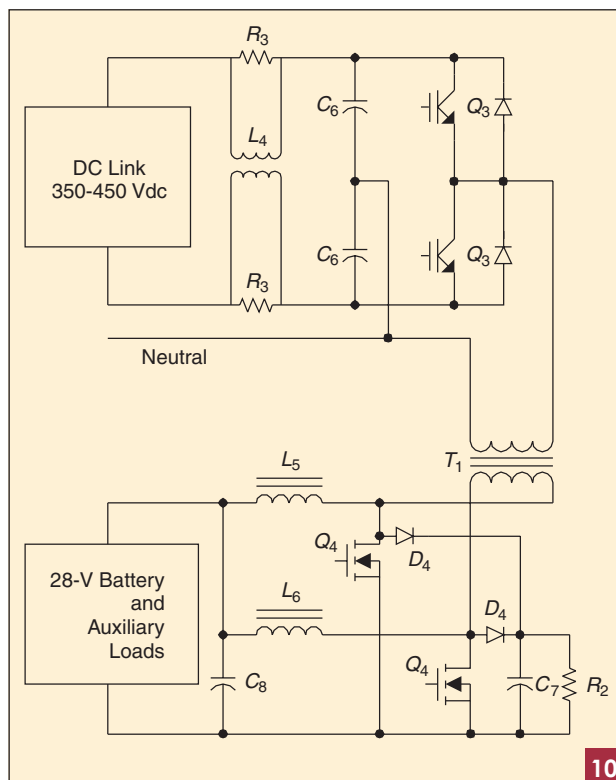 R3
C6
Q3
L4
DC Link
350-450 Vdc
C6
Q3
R3
Neutral
T1
L5
Q4
D4
28-V Battery
and
Auxiliary
Loads
L6
D4
Q4
C8
C7
R2
10